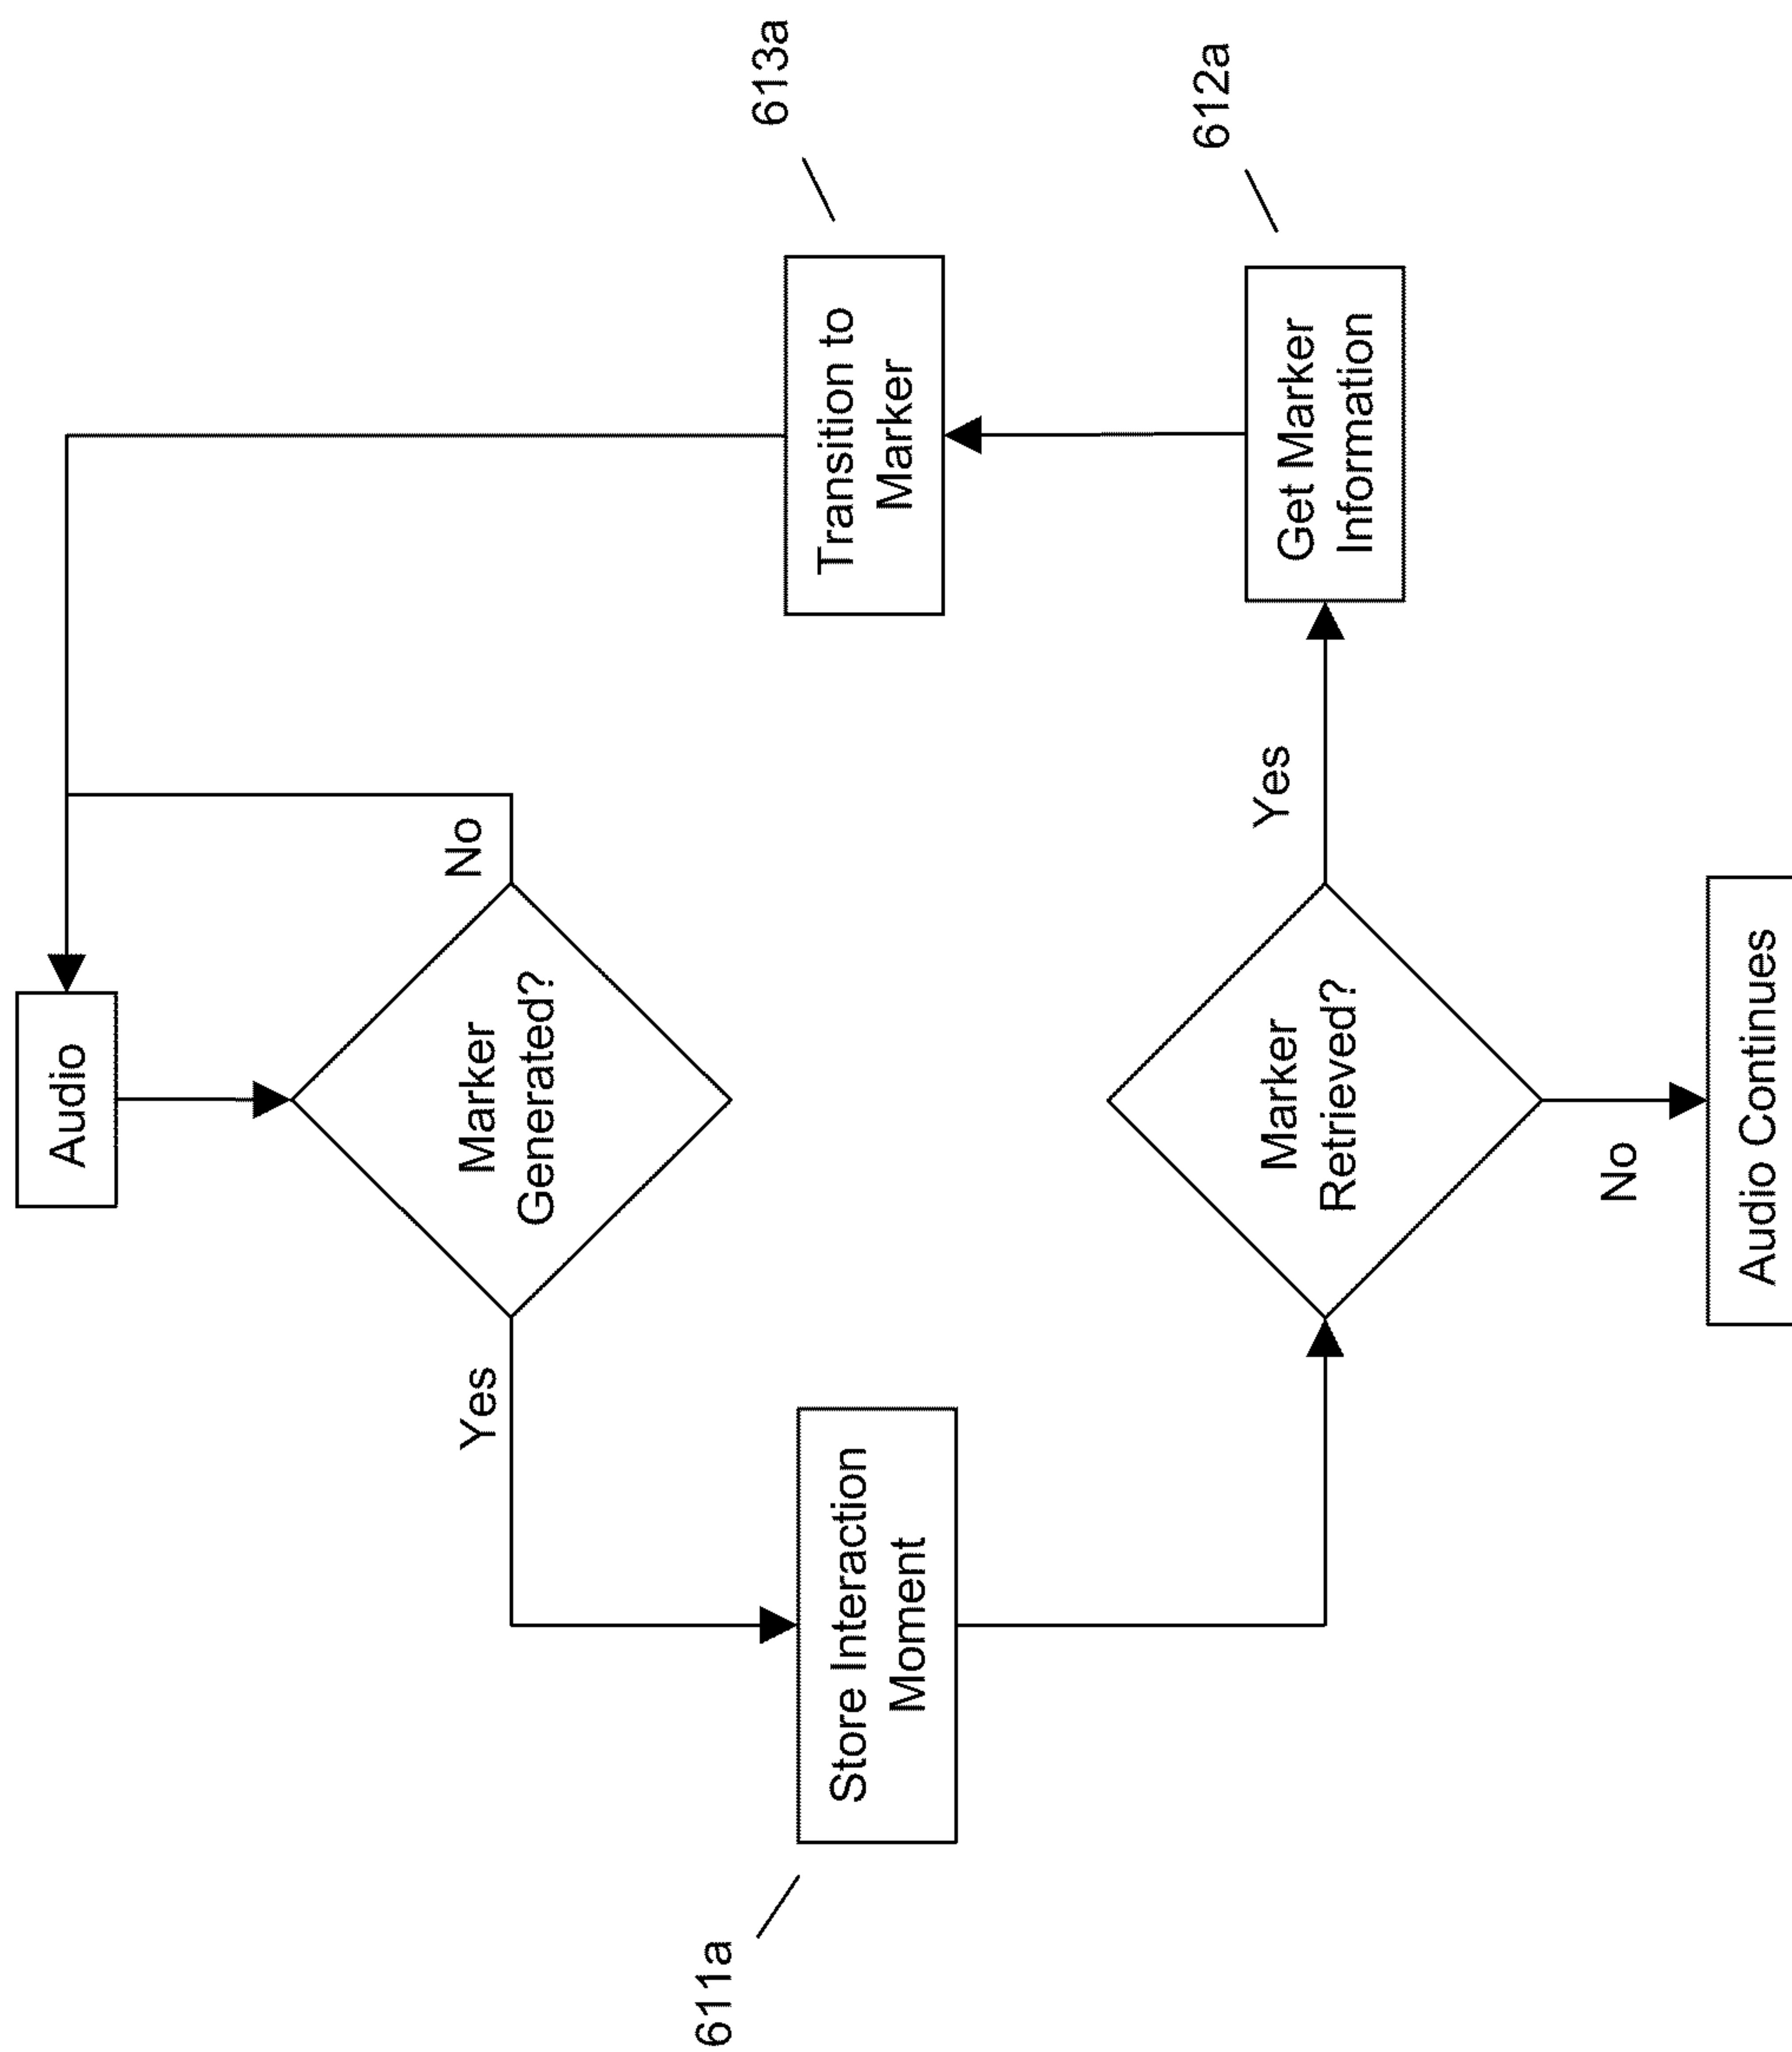 Audio
Marker
Generated?
No
Yes
611a
Store Interaction
Moment
Marker
Retrieved?
Yes
No
Audio Continues
Get Marker
Information
612a
Transition to
Marker
613a